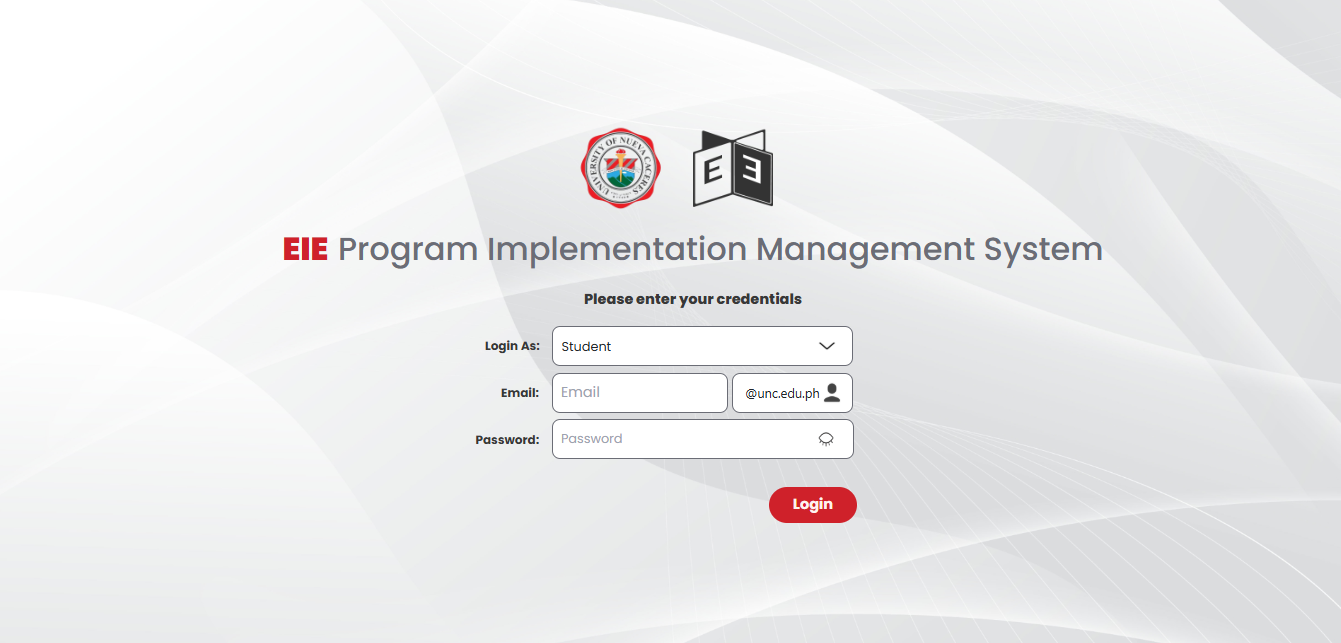 UNIVERSITY OF NUEVA CACERES
E E
EIE Program Implementation Management System
Please enter your credentials
Login As: Student
Email: Email @unc.edu.ph
Password: Password
Login